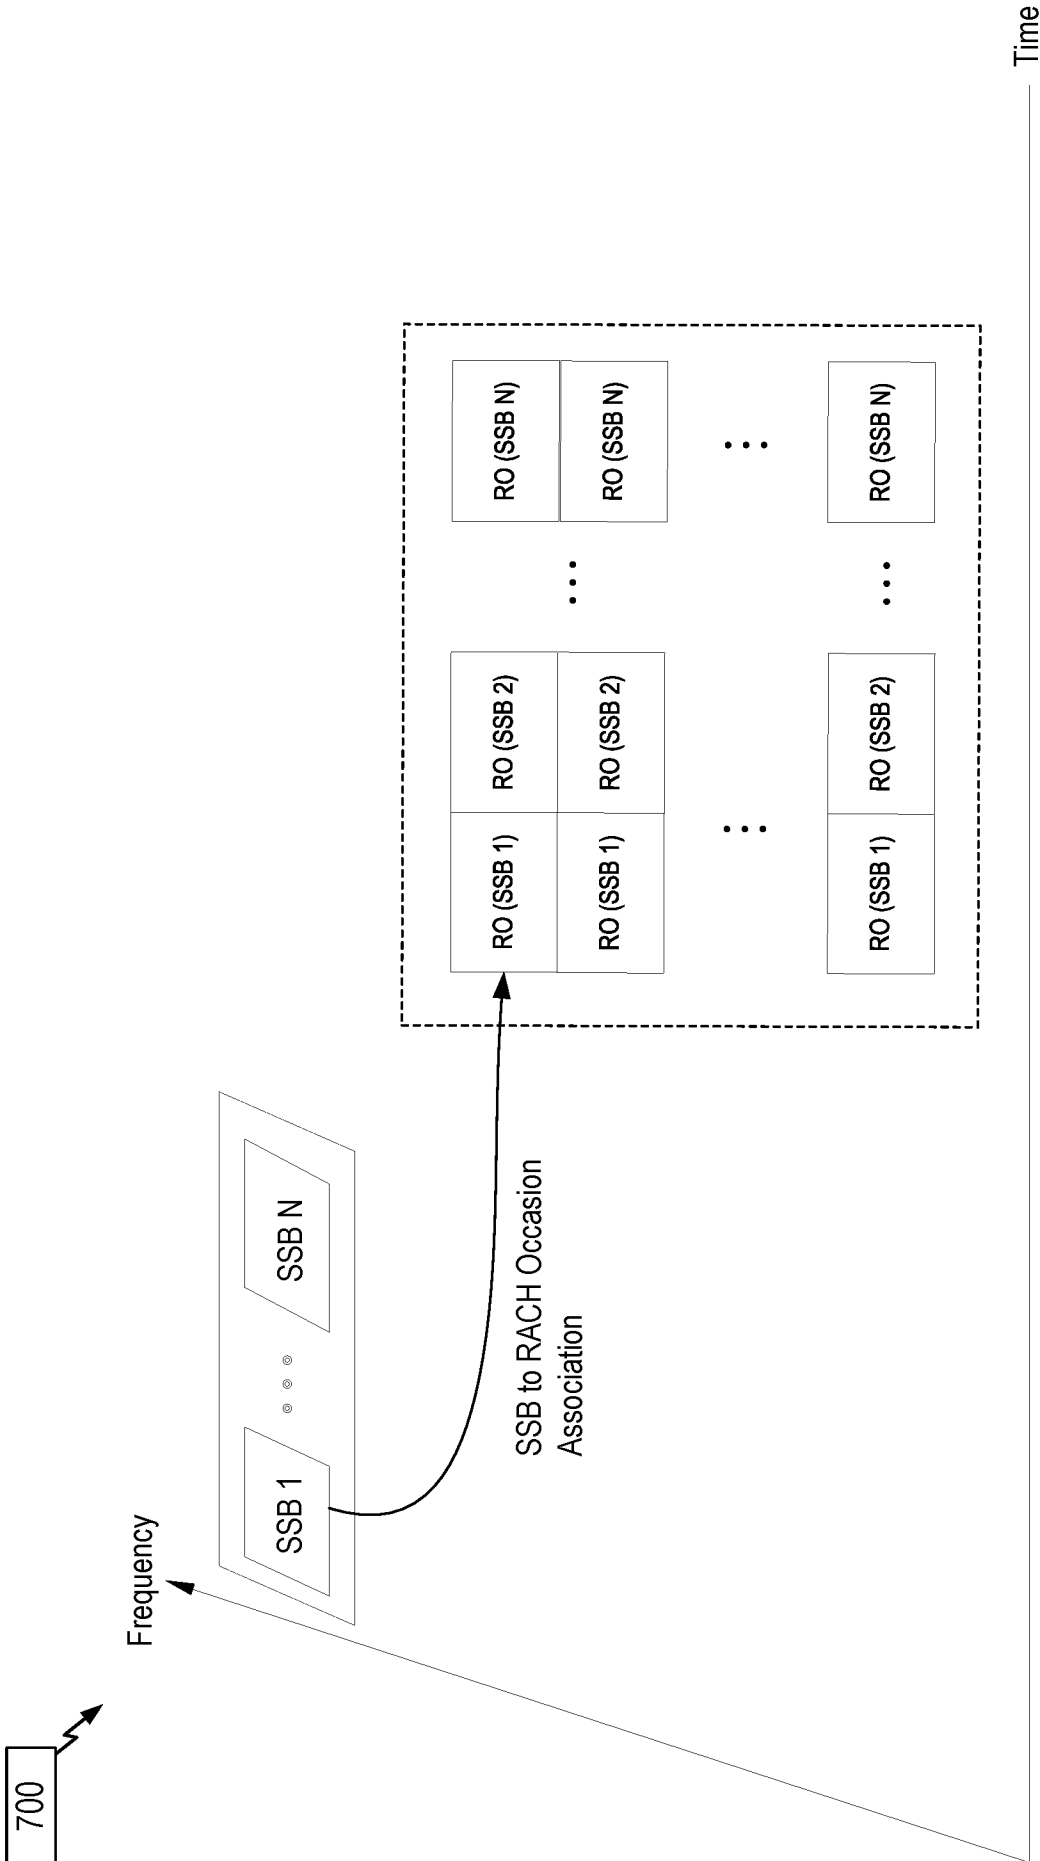 700
Frequency
SSB 1
SSB N
SSB to RACH Occasion
Association
RO (SSB 1)
RO (SSB 2)
RO (SSB N)
RO (SSB 1)
RO (SSB 2)
RO (SSB N)
RO (SSB 1)
RO (SSB 2)
RO (SSB N)
Time